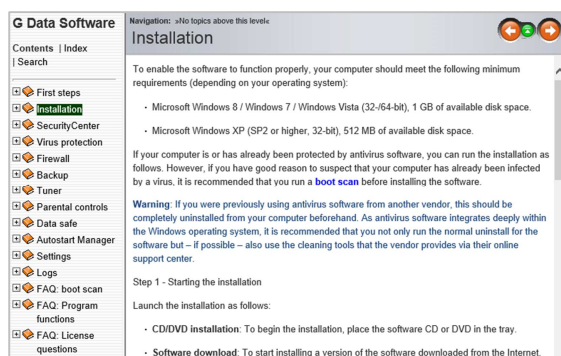 G Data Software
Contents | Index
| Search
First steps
Installation
SecurityCenter
Virus protection
Firewall
Backup
Tuner
Parental controls
Data safe
Autostart Manager
Settings
Logs
FAQ: boot scan
FAQ: Program
functions
FAQ: License
questions
Navigation: »No topics above this level«
Installation
To enable the software to function properly, your computer should meet the following minimum
requirements (depending on your operating system):
· Microsoft Windows 8 / Windows 7 / Windows Vista (32-/64-bit), 1 GB of available disk space.
· Microsoft Windows XP (SP2 or higher, 32-bit), 512 MB of available disk space.
If your computer is or has already been protected by antivirus software, you can run the installation as
follows. However, if you have good reason to suspect that your computer has already been infected
by a virus, it is recommended that you run a boot scan before installing the software.
Warning: If you were previously using antivirus software from another vendor, this should be
completely uninstalled from your computer beforehand. As antivirus software integrates deeply within
the Windows operating system, it is recommended that you not only run the normal uninstall for the
software but – if possible – also use the cleaning tools that the vendor provides via their online
support center.
Step 1 - Starting the installation
Launch the installation as follows:
· CD/DVD installation: To begin the installation, place the software CD or DVD in the tray.
· Software download: To start installing a version of the software downloaded from the Internet,